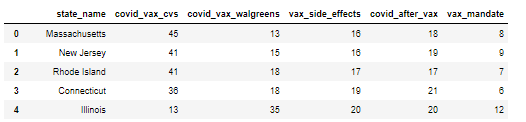 state_name covid_vax_cvs covid_vax_walgreens vax_side_effects covid_after_vax vax_mandate
0 Massachusetts 45 13 16 18 8
1 New Jersey 41 15 16 19 9
2 Rhode Island 41 18 17 17 7
3 Connecticut 36 18 19 21 6
4 Illinois 13 35 20 20 12